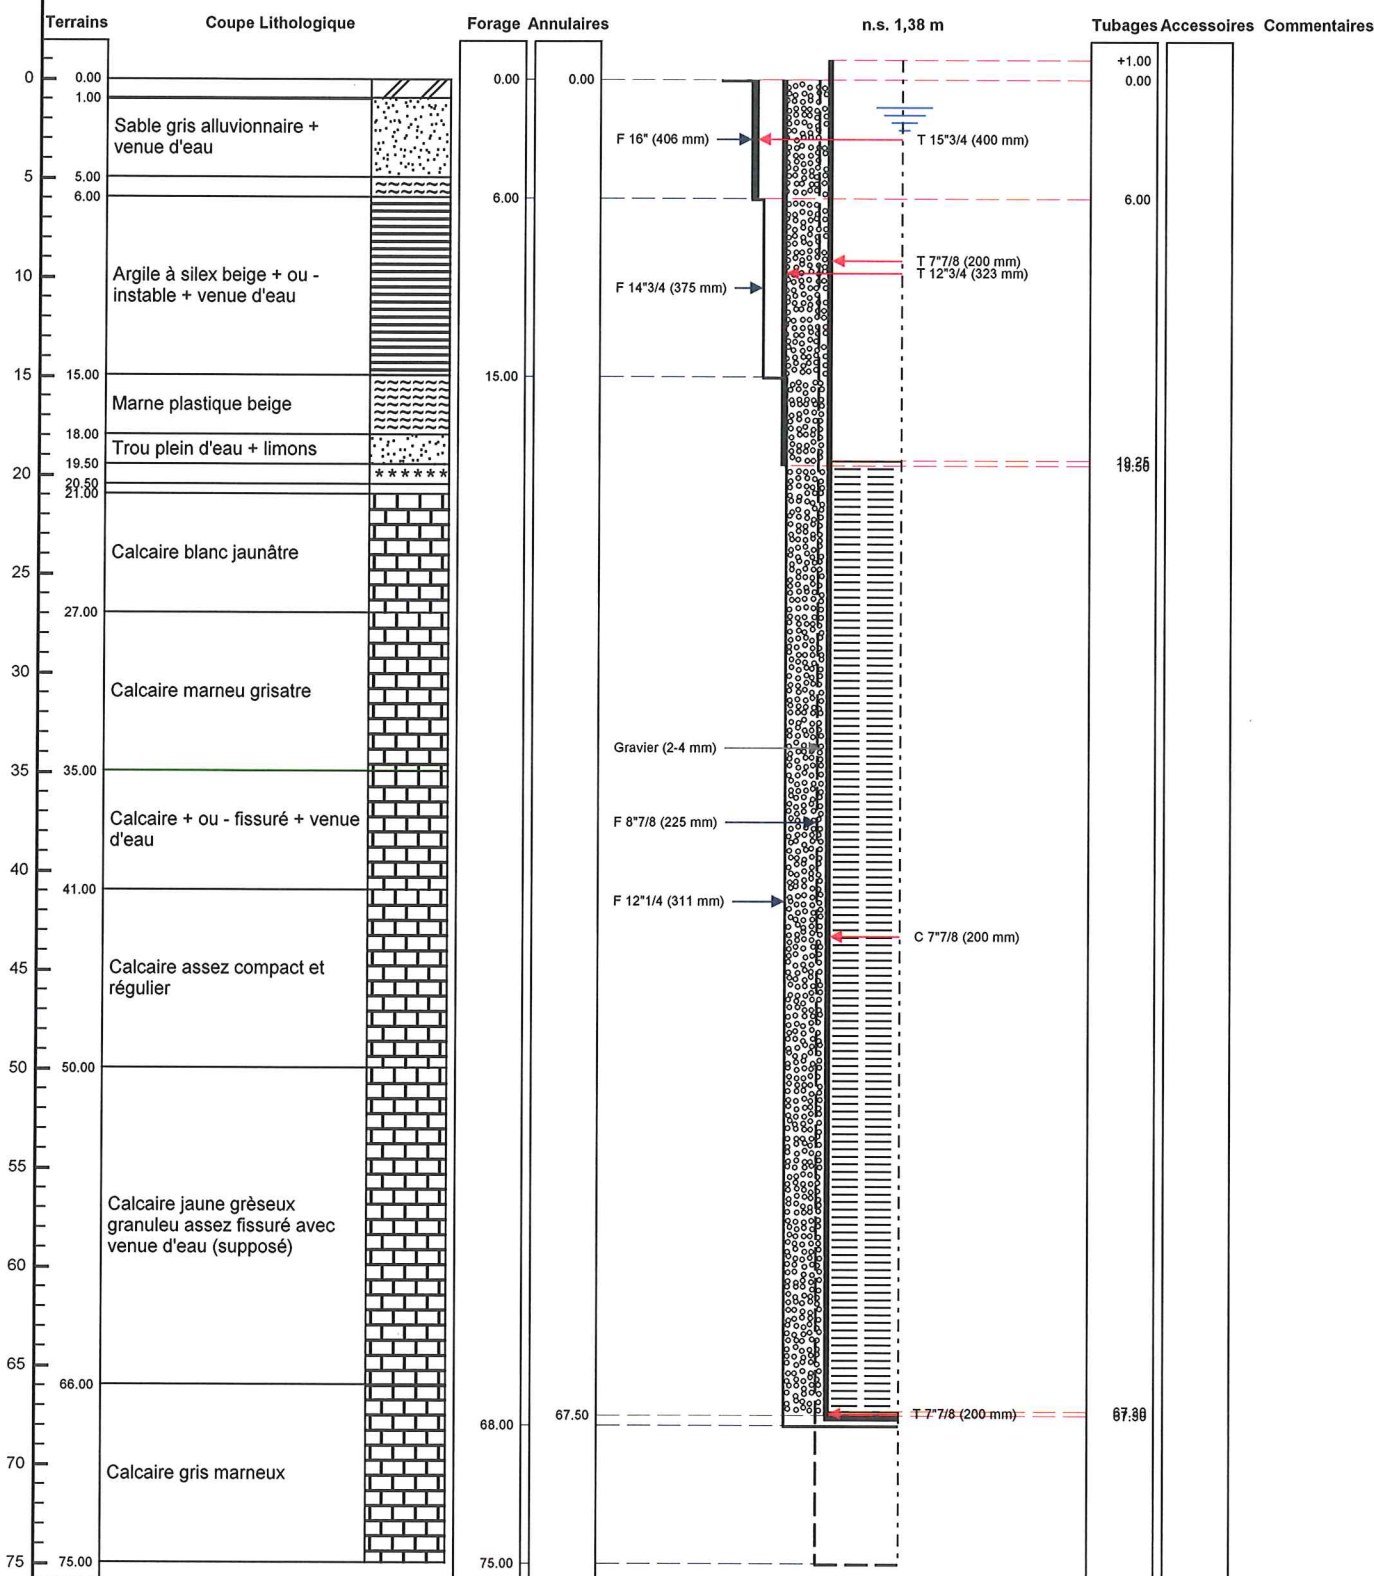 Terrains Coupe Lithologique Forage Annulaires n.s. 1,38 m Tubages Accessoires Commentaires
+1.00
0 0.00 0.00 0.00 0.00
1.00
Sable gris alluvionnaire +
venue d'eau
F 16" (406 mm) T 15"3/4 (400 mm)
5 5.00
6.00 6.00 6.00
T 7"7/8 (200 mm)
Argile à silex beige + ou -
instable + venue d'eau
10 T 12"3/4 (323 mm)
F 14"3/4 (375 mm)
15 15.00 15.00
Marne plastique beige
18.00
Trou plein d'eau + limons
19.50 19.25
19.50
20 20.50
21.00
Calcaire blanc jaunâtre
25
27.00
30
Calcaire marneu grisatre
Gravier (2-4 mm)
35 35.00
Calcaire + ou - fissuré + venue
d'eau
F 8"7/8 (225 mm)
40
41.00
F 12"1/4 (311 mm)
C 7"7/8 (200 mm)
45
Calcaire assez compact et
régulier
50 50.00
55
Calcaire jaune grèseux
granuleu assez fissuré avec
venue d'eau (supposé)
60
65
66.00
67.50 T 7"7/8 (200 mm)
68.00
70
Calcaire gris marneux
75 75.00 75.00